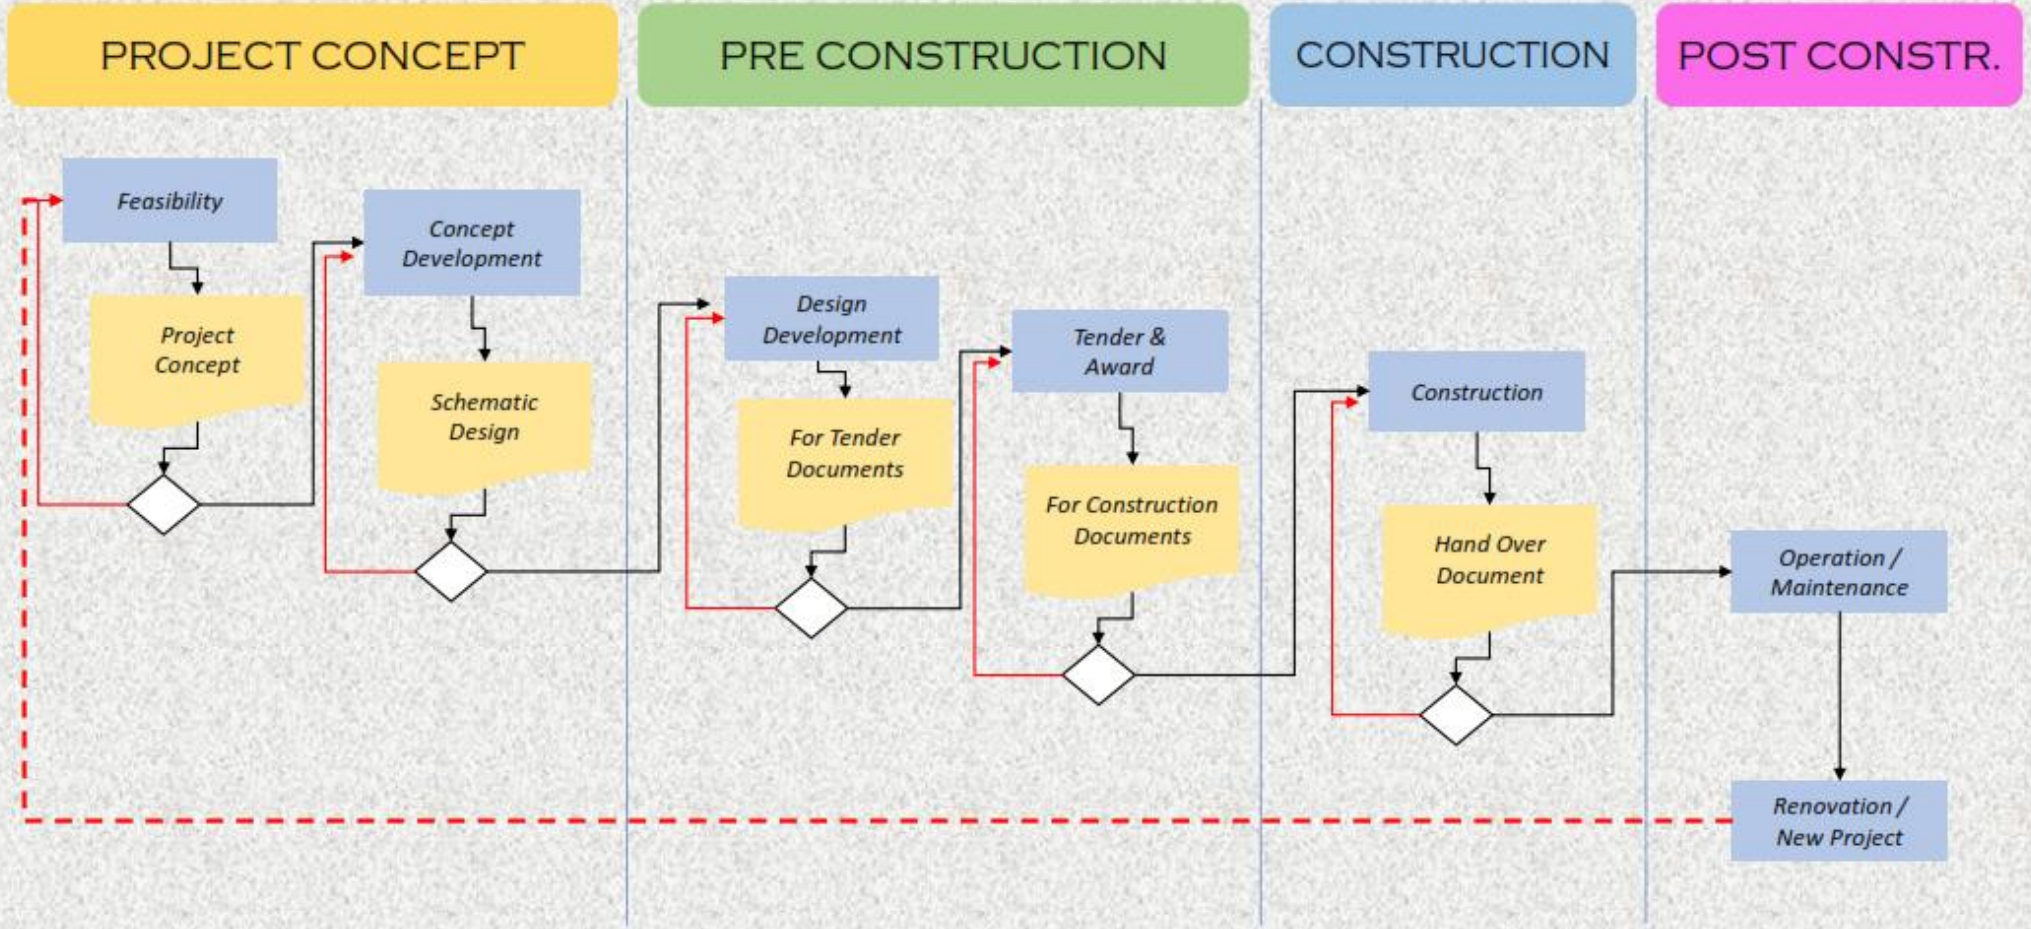 PROJECT CONCEPT
PRE CONSTRUCTION
CONSTRUCTION
POST CONSTR.
Feasibility
Project
Concept
Concept
Development
Schematic
Design
Design
Development
For Tender
Documents
Tender &
Award
For Construction
Documents
Construction
Hand Over
Document
Operation /
Maintenance
Renovation /
New Project